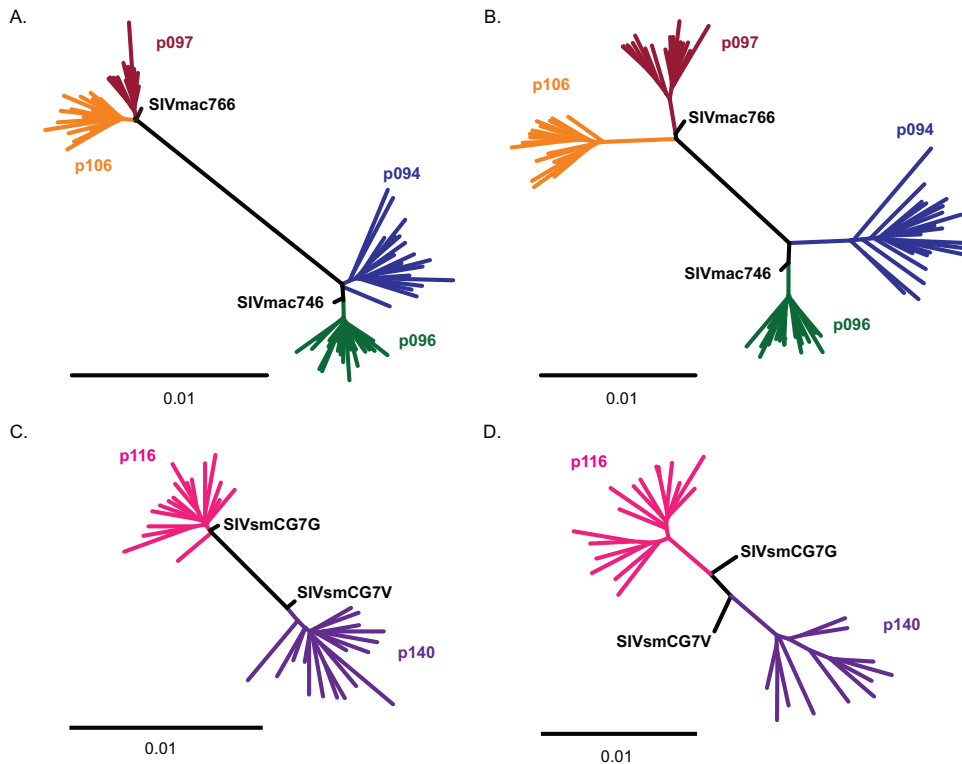 A.
p097
SIVmac766
p106
p094
SIVmac746
p096
0.01
B.
p097
p106
SIVmac766
p094
SIVmac746
p096
0.01
C.
p116
SIVsmCG7G
SIVsmCG7V
p140
0.01
D.
p116
SIVsmCG7G
SIVsmCG7V
p140
0.01